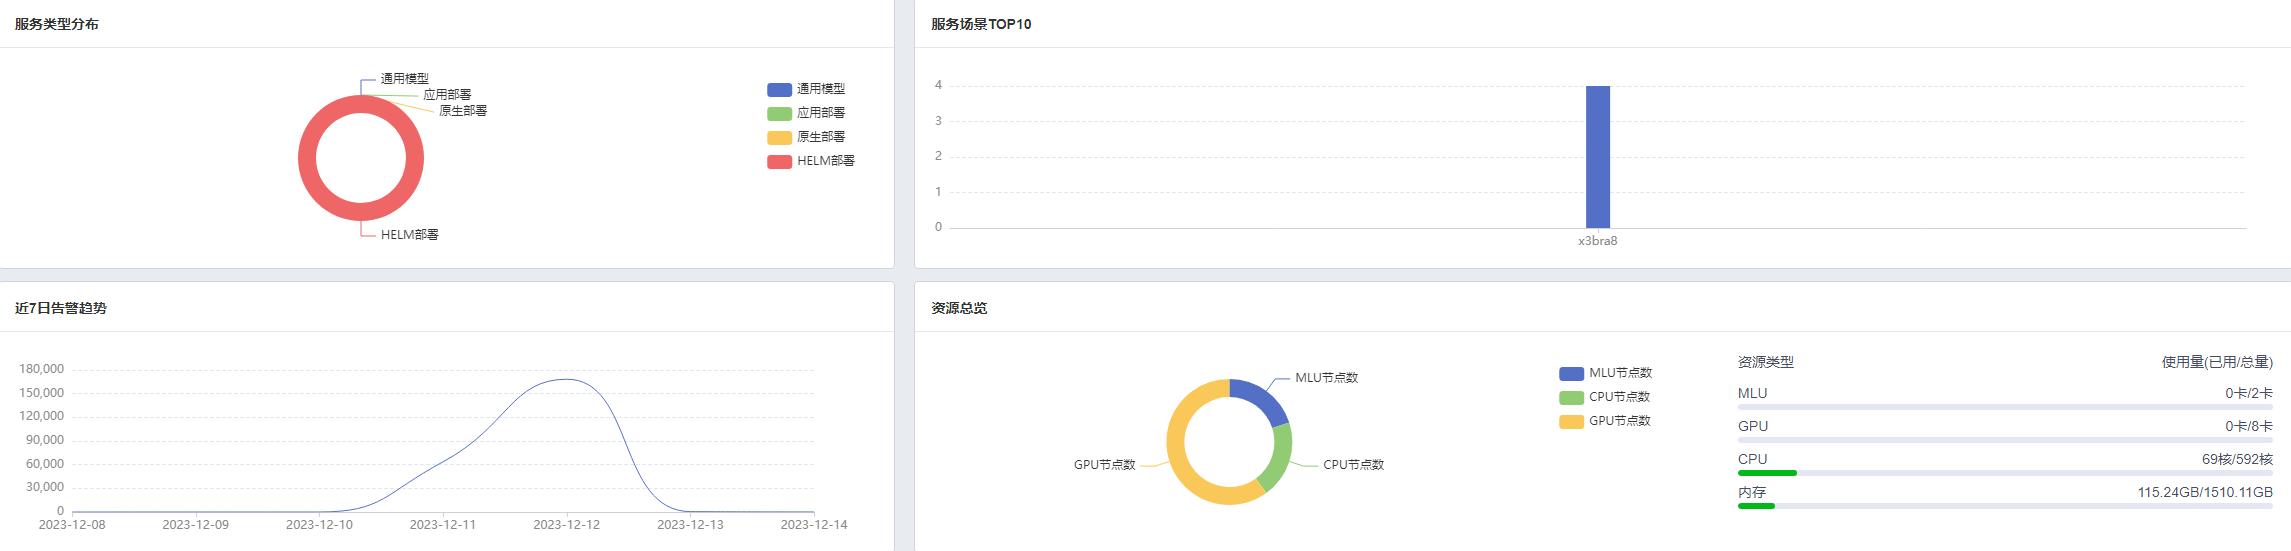 服务类型分布
通用模型
应用部署
原生部署
HELM部署
通用模型
应用部署
原生部署
HELM部署
服务场景TOP10
4
3
2
1
0
x3bra8
近7日告警趋势
180,000
150,000
120,000
90,000
60,000
30,000
0
2023-12-08 2023-12-09 2023-12-10 2023-12-11 2023-12-12 2023-12-13 2023-12-14
资源总览
MLU节点数
CPU节点数
GPU节点数
MLU节点数
CPU节点数
GPU节点数
资源类型 使用量(已用/总量)
MLU 0卡/2卡
GPU 0卡/8卡
CPU 69核/592核
内存 115.24GB/1510.11GB